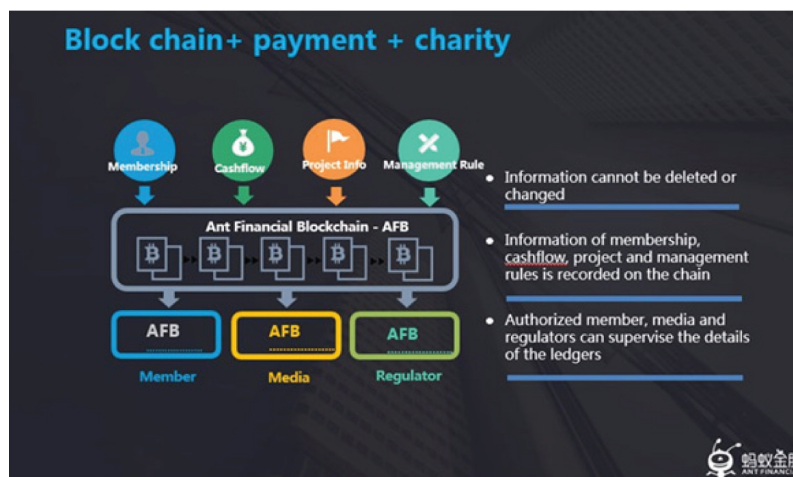 Block chain+ payment + charity
Membership
Cashflow
Project Info
Management Rule
Ant Financial Blockchain - AFB
AFB
AFB
AFB
Member
Media
Regulator
Information cannot be deleted or
changed
Information of membership,
cashflow, project and management
rules is recorded on the chain
Authorized member, media and
regulators can supervise the details
of the ledgers
蚂蚁金
ANT FINANCI